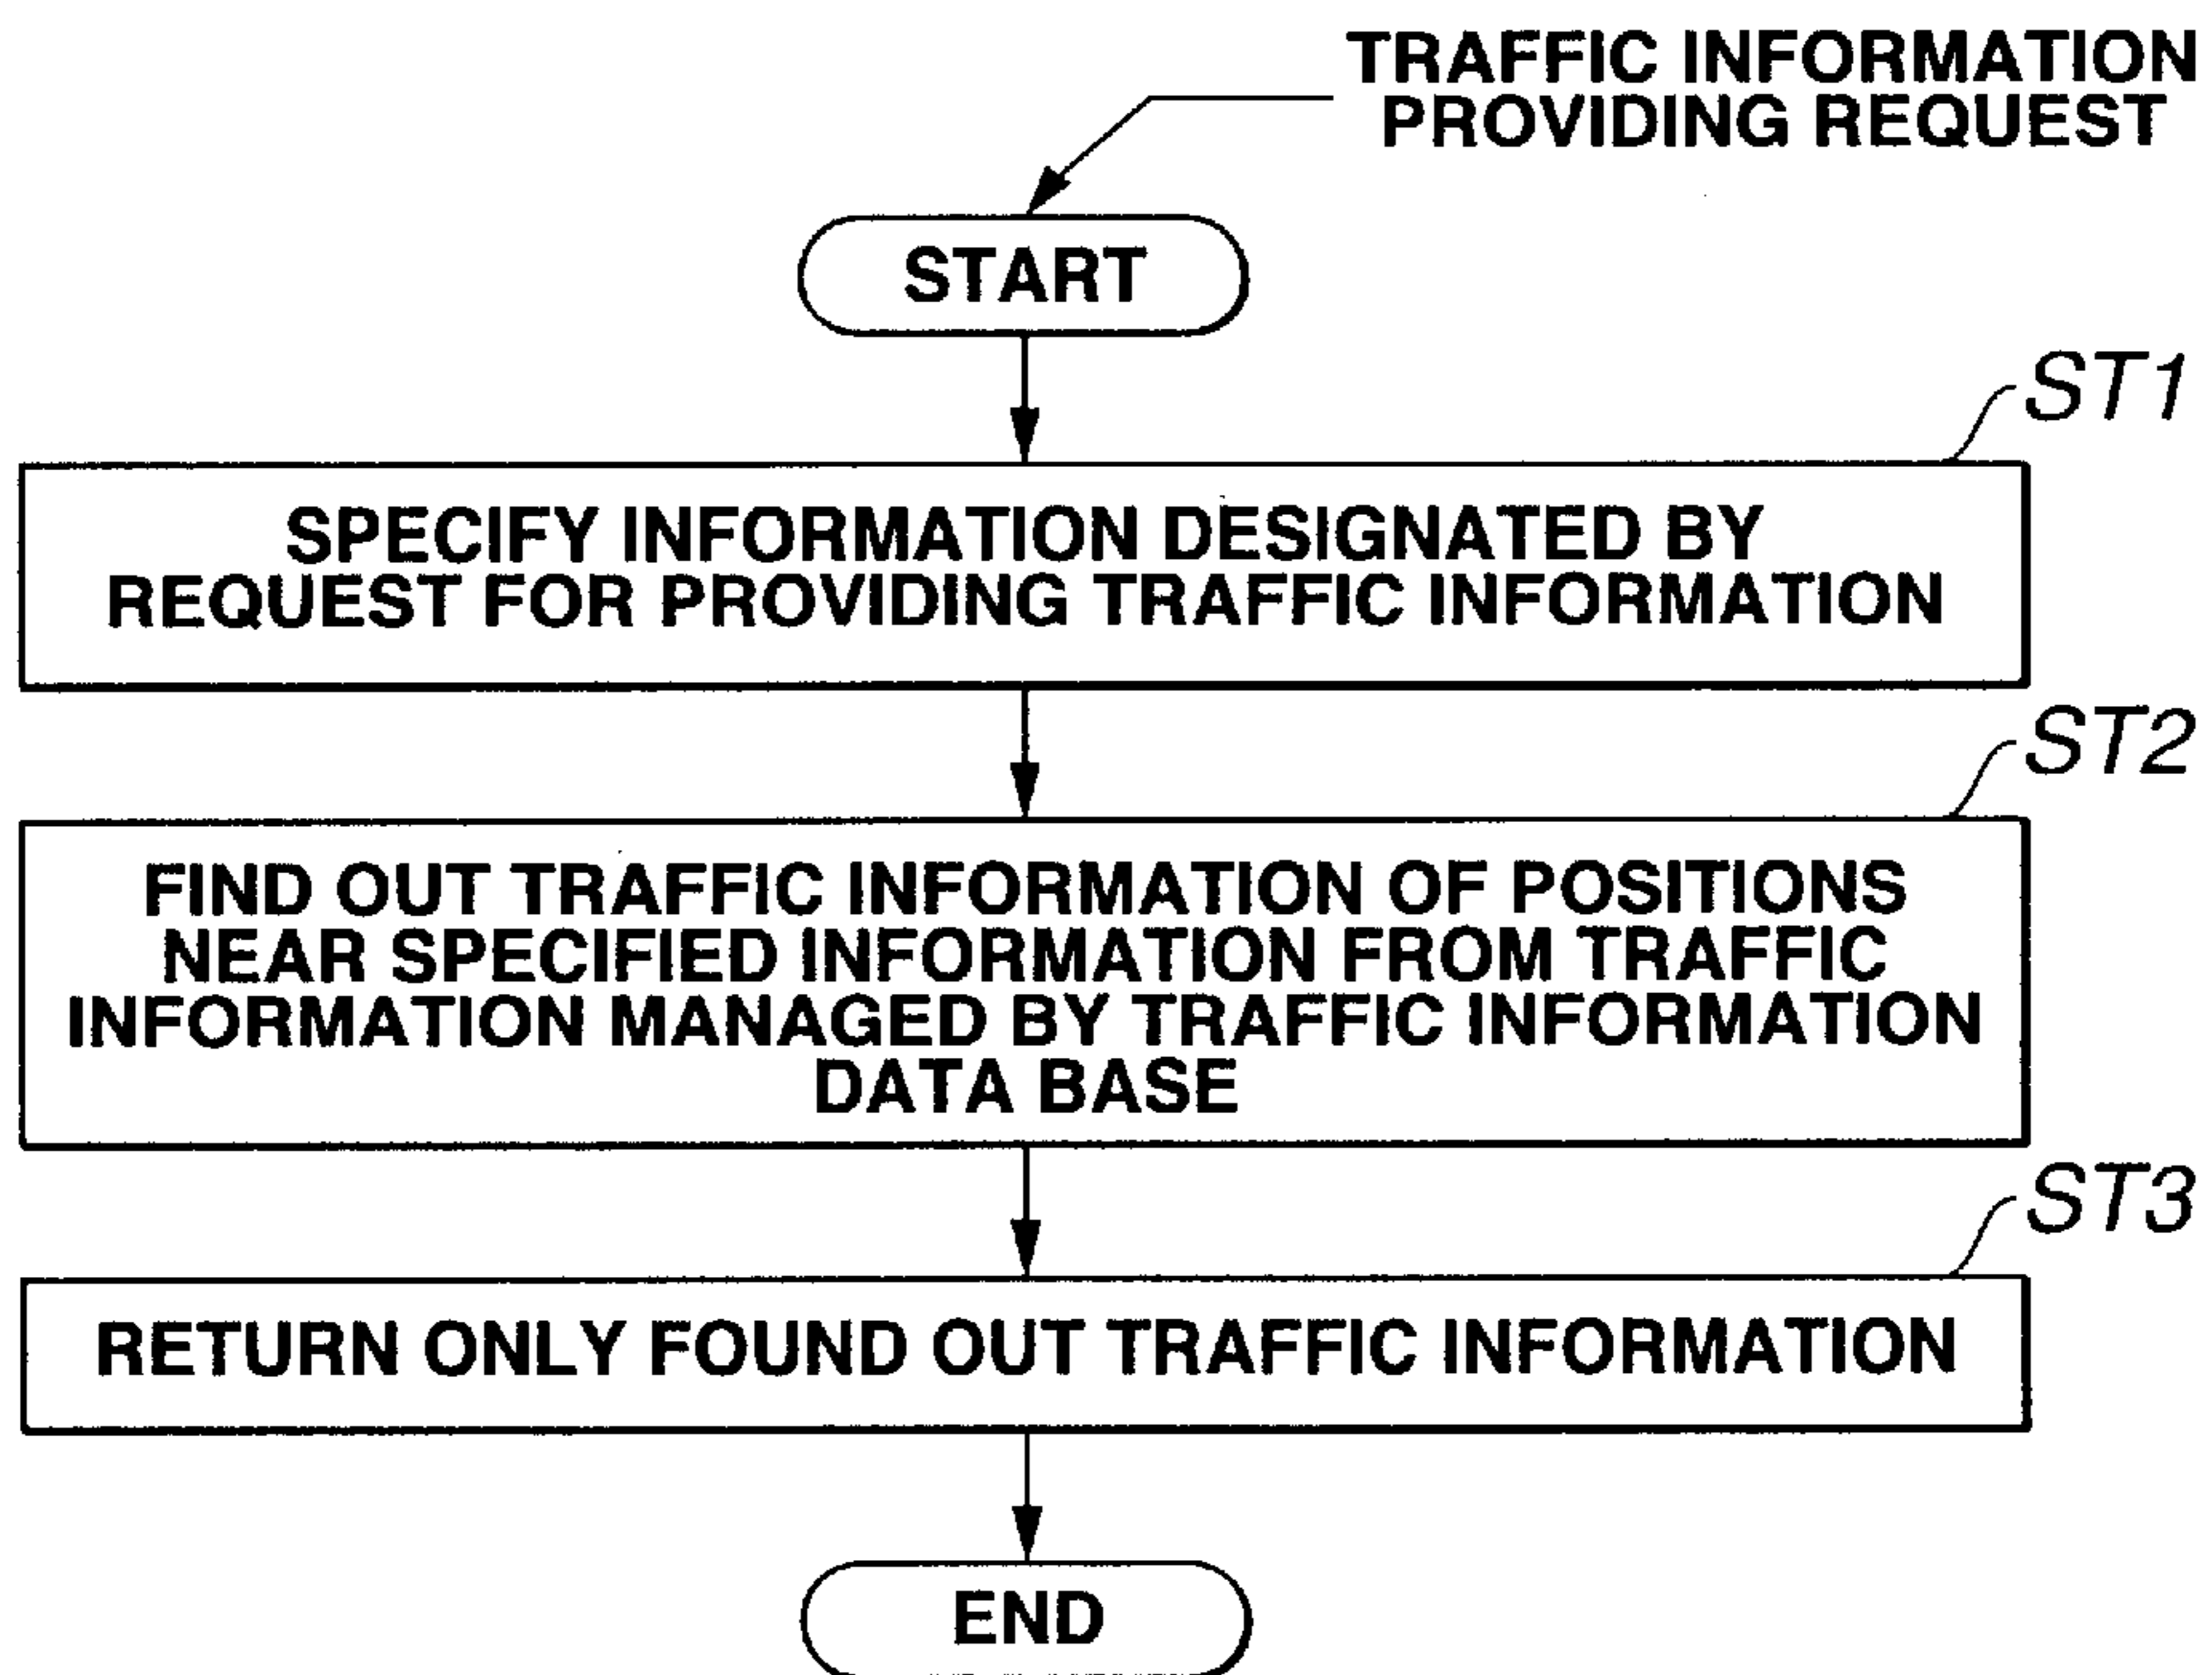 TRAFFIC INFORMATION
PROVIDING REQUEST
START
ST1
SPECIFY INFORMATION DESIGNATED BY
REQUEST FOR PROVIDING TRAFFIC INFORMATION
ST2
FIND OUT TRAFFIC INFORMATION OF POSITIONS
NEAR SPECIFIED INFORMATION FROM TRAFFIC
INFORMATION MANAGED BY TRAFFIC INFORMATION
DATA BASE
ST3
RETURN ONLY FOUND OUT TRAFFIC INFORMATION
END